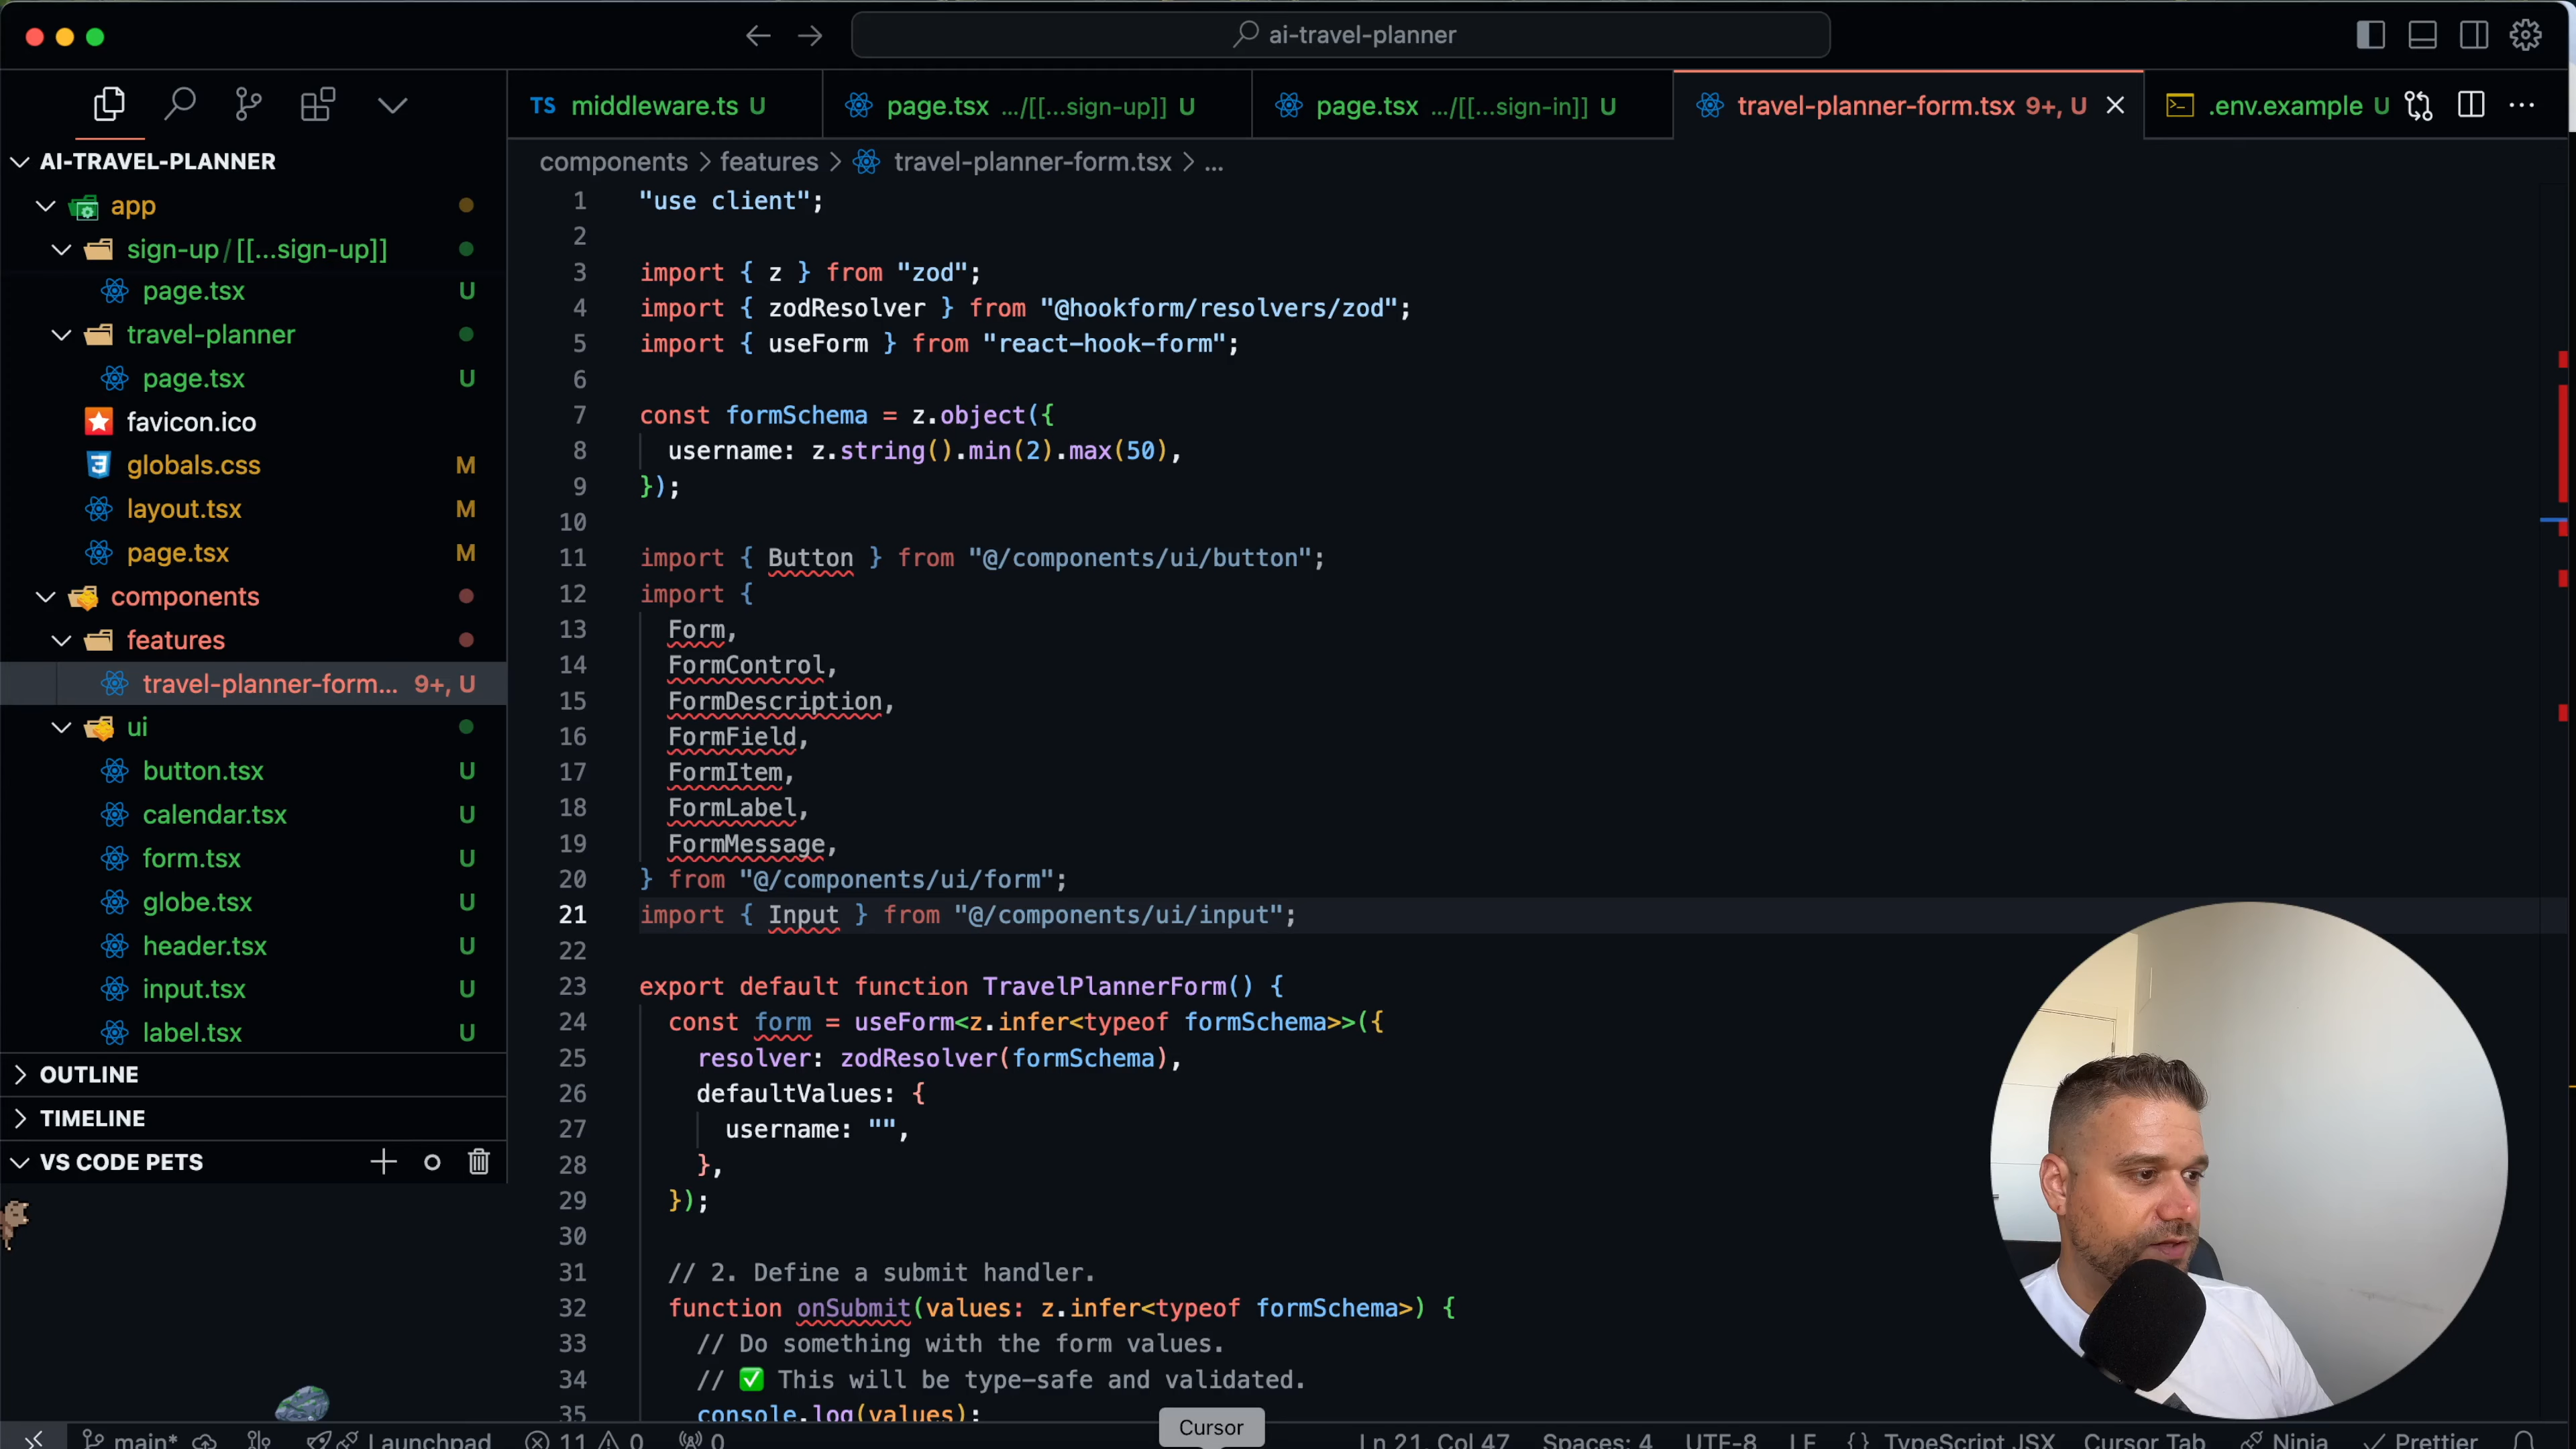 ai-travel-planner
TS middleware.ts U
page.tsx .../[[...sign-up]] U
page.tsx .../[[...sign-in]] U
travel-planner-form.tsx 9+, U
.env.example U
AI-TRAVEL-PLANNER
app
sign-up/[[...sign-up]]
page.tsx U
travel-planner
page.tsx U
favicon.ico
globals.css M
layout.tsx M
page.tsx M
components
features
travel-planner-form... 9+, U
ui
button.tsx U
calendar.tsx U
form.tsx U
globe.tsx U
header.tsx U
input.tsx U
label.tsx U
OUTLINE
TIMELINE
VS CODE PETS
components > features > travel-planner-form.tsx > ...
1 "use client";
2
3 import { z } from "zod";
4 import { zodResolver } from "@hookform/resolvers/zod";
5 import { useForm } from "react-hook-form";
6
7 const formSchema = z.object({
8 username: z.string().min(2).max(50),
9 });
10
11 import { Button } from "@/components/ui/button";
12 import {
13 Form,
14 FormControl,
15 FormDescription,
16 FormField,
17 FormItem,
18 FormLabel,
19 FormMessage,
20 } from "@/components/ui/form";
21 import { Input } from "@/components/ui/input";
22
23 export default function TravelPlannerForm() {
24 const form = useForm<z.infer<typeof formSchema>>({
25 resolver: zodResolver(formSchema),
26 defaultValues: {
27 username: "",
28 },
29 });
30
31 // 2. Define a submit handler.
32 function onSubmit(values: z.infer<typeof formSchema>) {
33 // Do something with the form values.
34 // ✅ This will be type-safe and validated.
35 console.log(values);
Cursor
main* Launchpad 11 0 0 Ln 21, Col 47 Spaces: 4 UTF-8 LF {} TypeScript JSX Cursor Tab Ninja Prettier